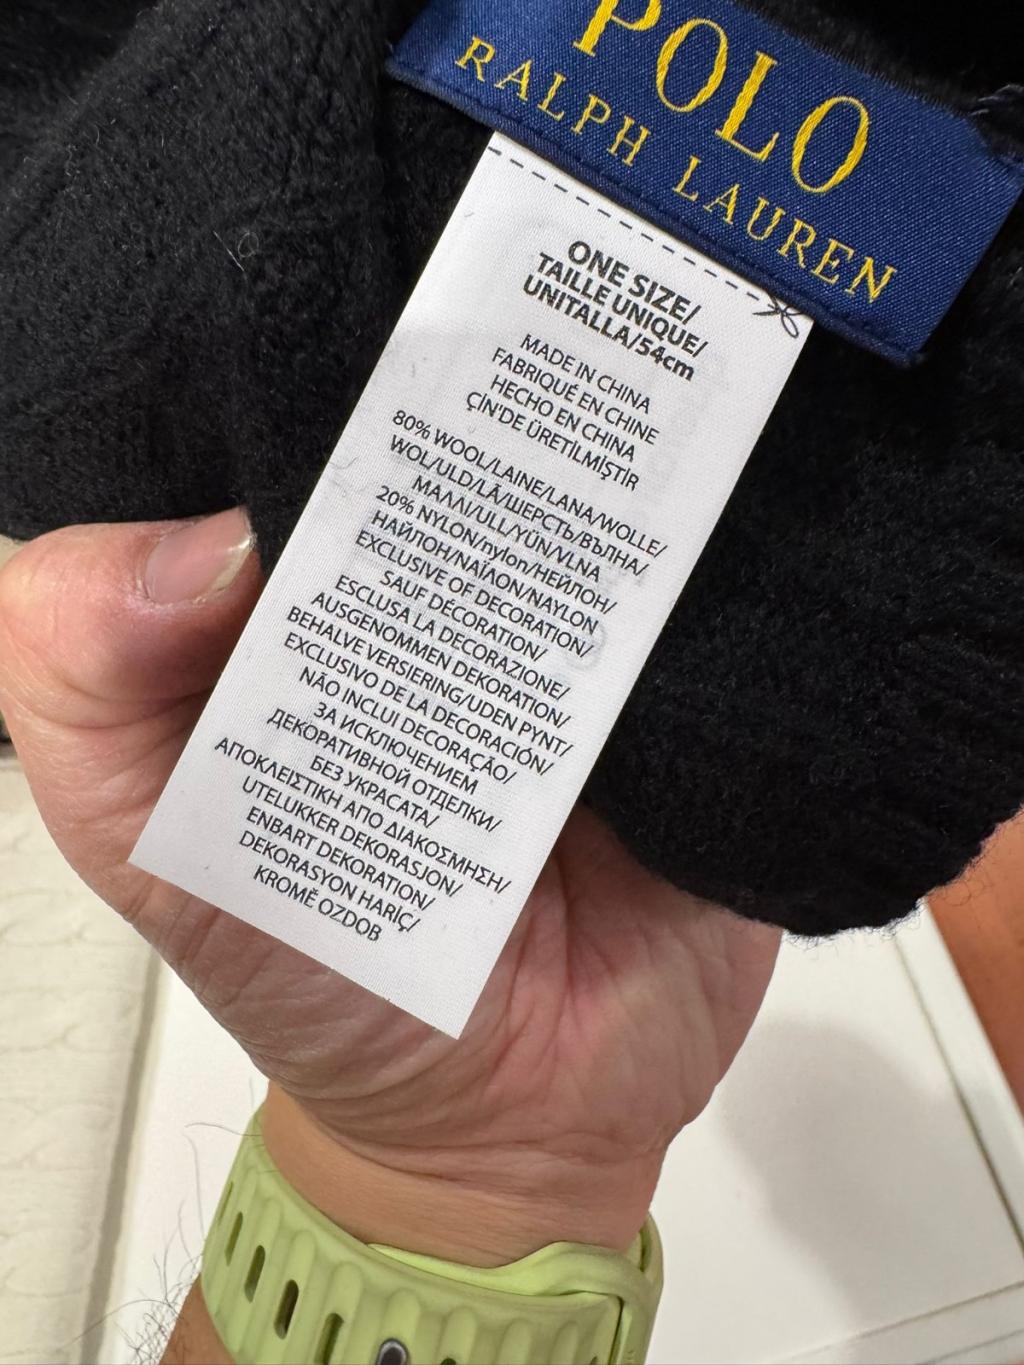 POLO
RALPH LAUREN
ONE SIZE/
TAILLE UNIQUE/
UNITALLA/54cm
MADE IN CHINA
FABRIQUÉ EN CHINE
HECHO EN CHINA
ÇİN'DE ÜRETİLMİŞTİR
80% WOOL/LAINE/LANA/WOLLE/
WOL/ULD/LÃ/ШЕРСТЬ/ВЪЛНА/
ΜΑΛΛΙ/ULL/YÜN/VLNA
20% NYLON/nylon/НЕЙЛОН/
НАЙЛОН/ΝΑΪΛΟΝ/NAYLON
EXCLUSIVE OF DECORATION/
SAUF DÉCORATION/
ESCLUSA LA DECORAZIONE/
AUSGENOMMEN DEKORATION/
BEHALVE VERSIERING/UDEN PYNT/
EXCLUSIVO DE LA DECORACIÓN/
NÃO INCLUI DECORAÇÃO/
ЗА ИСКЛЮЧЕНИЕМ
ДЕКОРАТИВНОЙ ОТДЕЛКИ/
БЕЗ УКРАСАТА/
ΑΠΟΚΛΕΙΣΤΙΚΗ ΑΠΟ ΔΙΑΚΟΣΜΗΣΗ/
UTELUKKER DEKORASJON/
ENBART DEKORATION/
DEKORASYON HARİÇ/
KROMĚ OZDOB